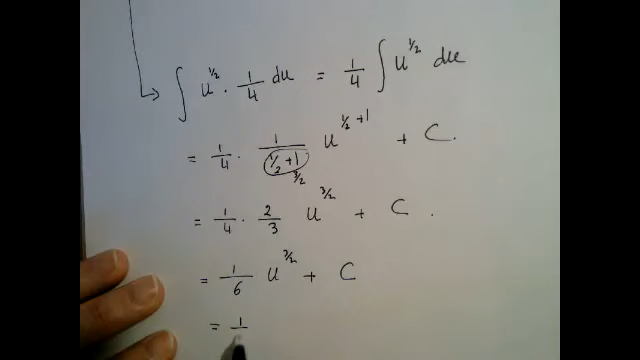 ∫ u^{1/2} · 1/4 du = 1/4 ∫ u^{1/2} du
= 1/4 · 1/(1/2 + 1) u^{1/2 + 1} + C.
3/2
= 1/4 · 2/3 u^{3/2} + C .
= 1/6 u^{3/2} + C
= 1/